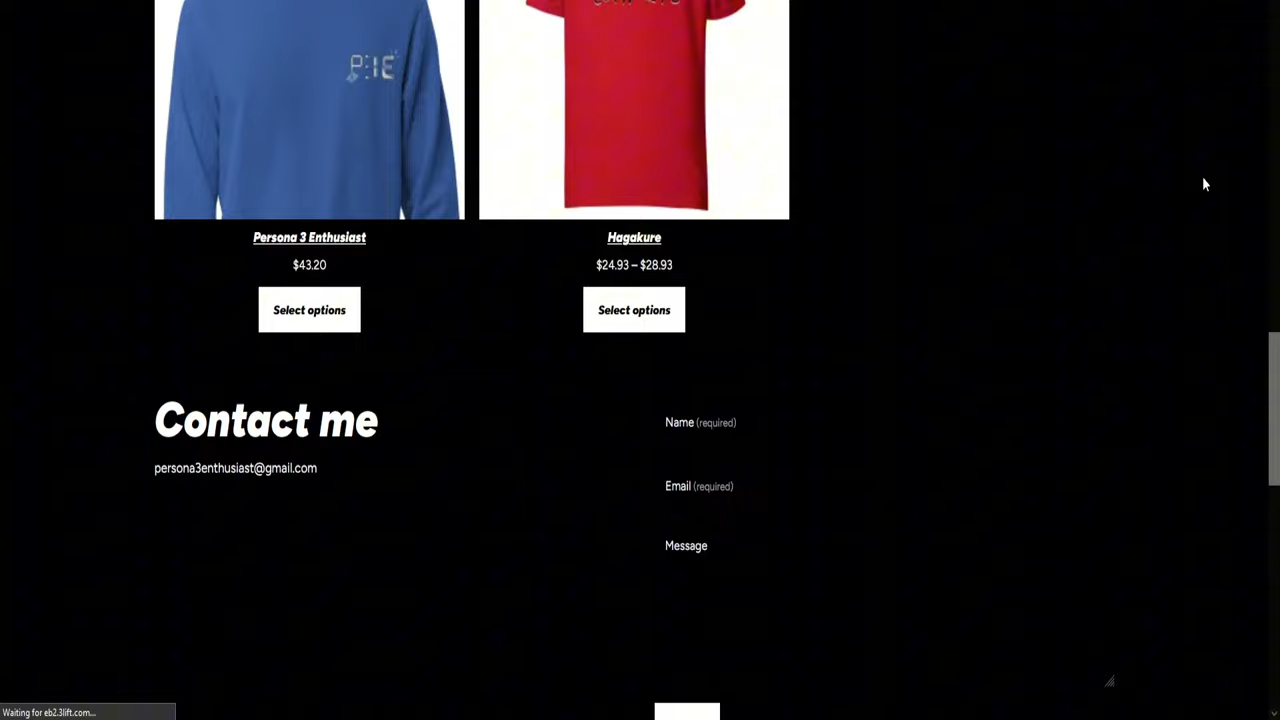 P3E
Persona 3 Enthusiast
$43.20
Select options
Hagakure
$24.93 – $28.93
Select options
Contact me
persona3enthusiast@gmail.com
Name (required)
Email (required)
Message
Waiting for eb2.3lift.com...